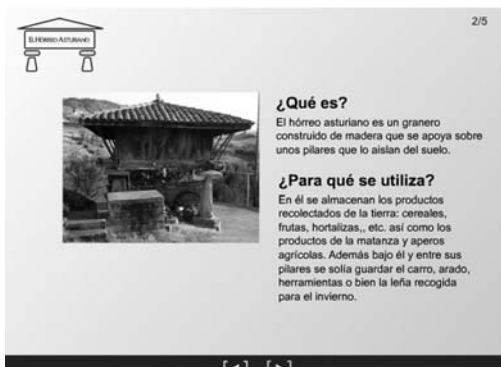 2/5
EL HÓRREO ASTURIANO
¿Qué es?
El hórreo asturiano es un granero
construido de madera que se apoya sobre
unos pilares que lo aislan del suelo.
¿Para qué se utiliza?
En él se almacenan los productos
recolectados de la tierra: cereales,
frutas, hortalizas,, etc. así como los
productos de la matanza y aperos
agrícolas. Además bajo él y entre sus
pilares se solía guardar el carro, arado,
herramientas o bien la leña recogida
para el invierno.